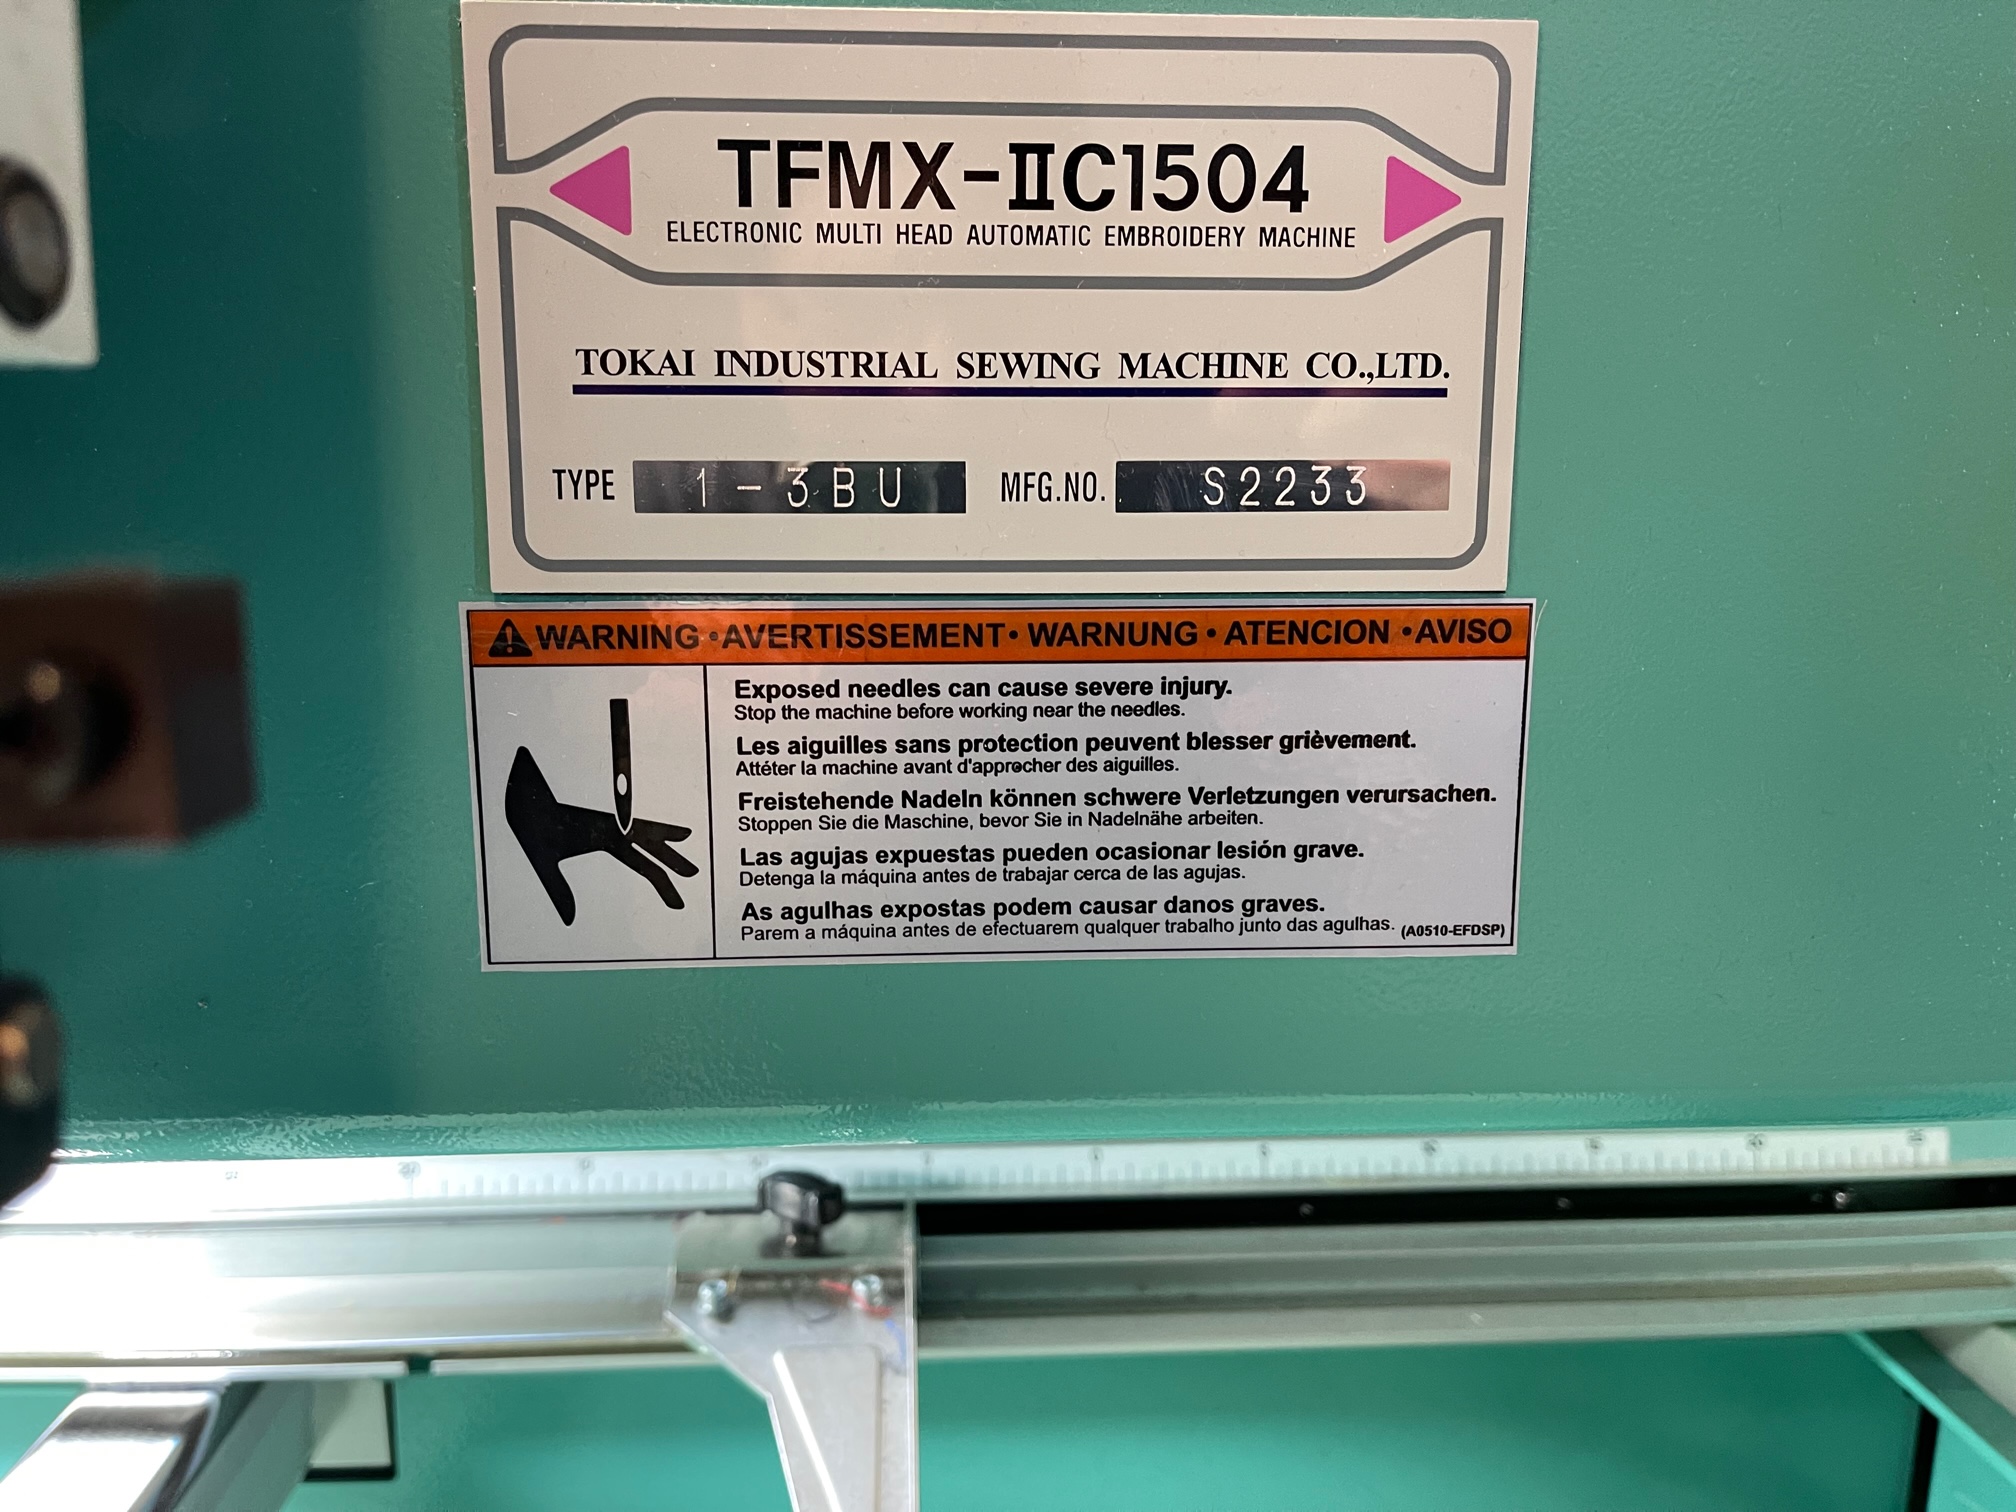 TFMX-ⅡC1504
ELECTRONIC MULTI HEAD AUTOMATIC EMBROIDERY MACHINE
TOKAI INDUSTRIAL SEWING MACHINE CO.,LTD.
TYPE 1-3BU MFG.NO. S2233
WARNING •AVERTISSEMENT• WARNUNG • ATENCION •AVISO
Exposed needles can cause severe injury.
Stop the machine before working near the needles.
Les aiguilles sans protection peuvent blesser grièvement.
Attéter la machine avant d'approcher des aiguilles.
Freistehende Nadeln können schwere Verletzungen verursachen.
Stoppen Sie die Maschine, bevor Sie in Nadelnähe arbeiten.
Las agujas expuestas pueden ocasionar lesión grave.
Detenga la máquina antes de trabajar cerca de las agujas.
As agulhas expostas podem causar danos graves.
Parem a máquina antes de efectuarem qualquer trabalho junto das agulhas. (A0510-EFDSP)